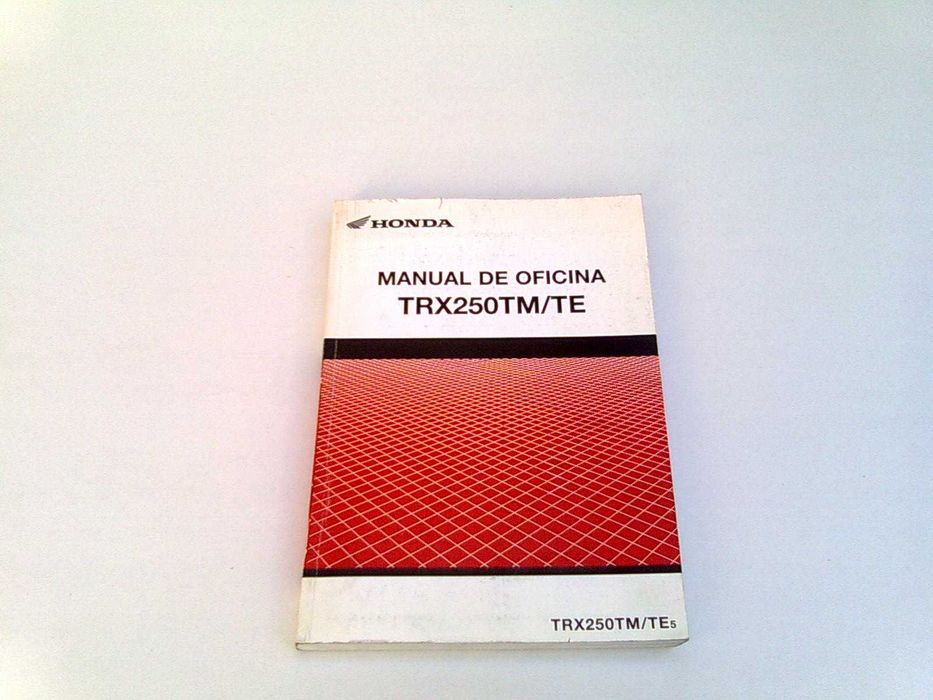 HONDA
MANUAL DE OFICINA
TRX250TM/TE
TRX250TM/TE5